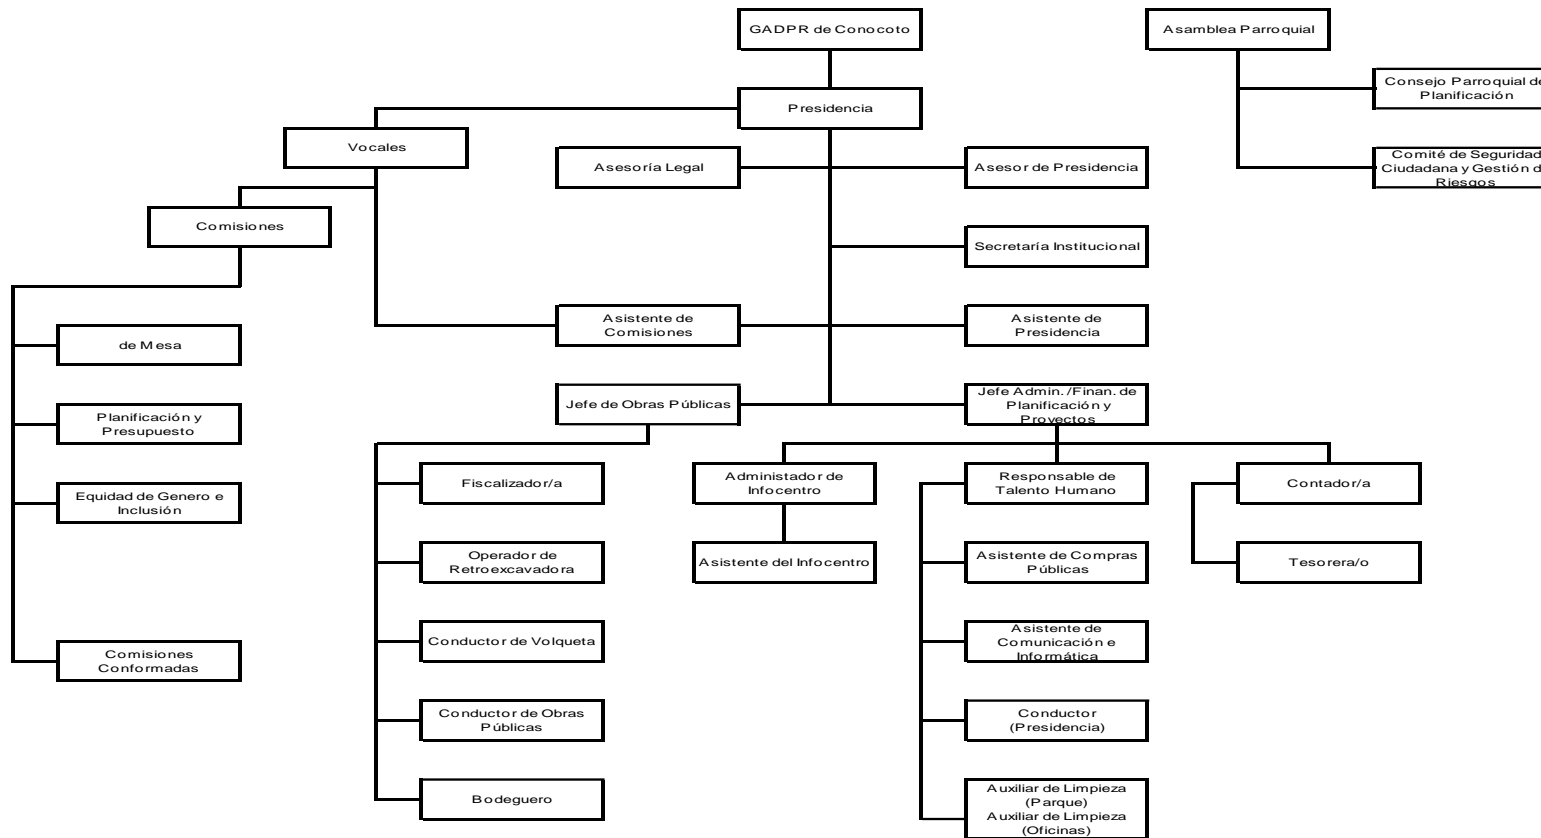 GADPR de Conocoto
Asamblea Parroquial
Consejo Parroquial de
Planificación
Presidencia
Vocales
Asesoría Legal
Asesor de Presidencia
Comité de Seguridad
Ciudadana y Gestión d
Riesgos
Comisiones
Secretaría Institucional
Asistente de
Comisiones
Asistente de
Presidencia
de Mesa
Jefe de Obras Públicas
Jefe Admin. /Finan. de
Planificación y
Proyectos
Planificación y
Presupuesto
Equidad de Genero e
Inclusión
Fiscalizador/a
Administador de
Infocentro
Responsable de
Talento Humano
Contador/a
Operador de
Retroexcavadora
Asistente del Infocentro
Asistente de Compras
Públicas
Tesorera/o
Comisiones
Conformadas
Conductor de Volqueta
Asistente de
Comunicación e
Informática
Conductor de Obras
Públicas
Conductor
(Presidencia)
Bodeguero
Auxiliar de Limpieza
(Parque)
Auxiliar de Limpieza
(Oficinas)